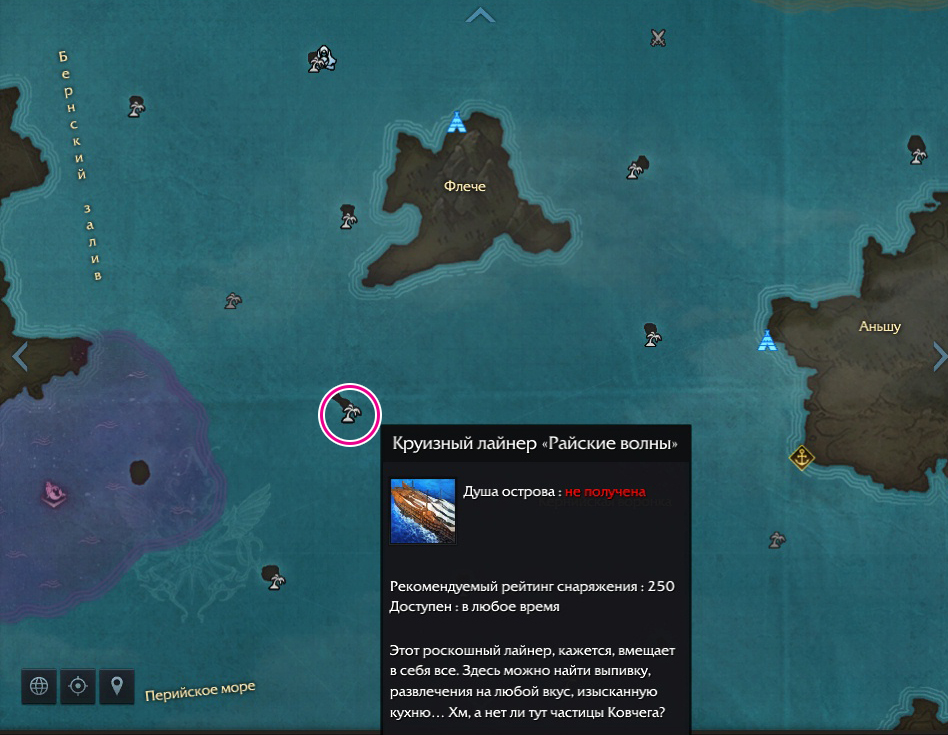 Бернский залив
Флече
Аньшу
Круизный лайнер «Райские волны»
Душа острова : не получена
Рекомендуемый рейтинг снаряжения : 250
Доступен : в любое время
Этот роскошный лайнер, кажется, вмещает
в себя все. Здесь можно найти выпивку,
развлечения на любой вкус, изысканную
кухню… Хм, а нет ли тут частицы Ковчега?
Перийское море